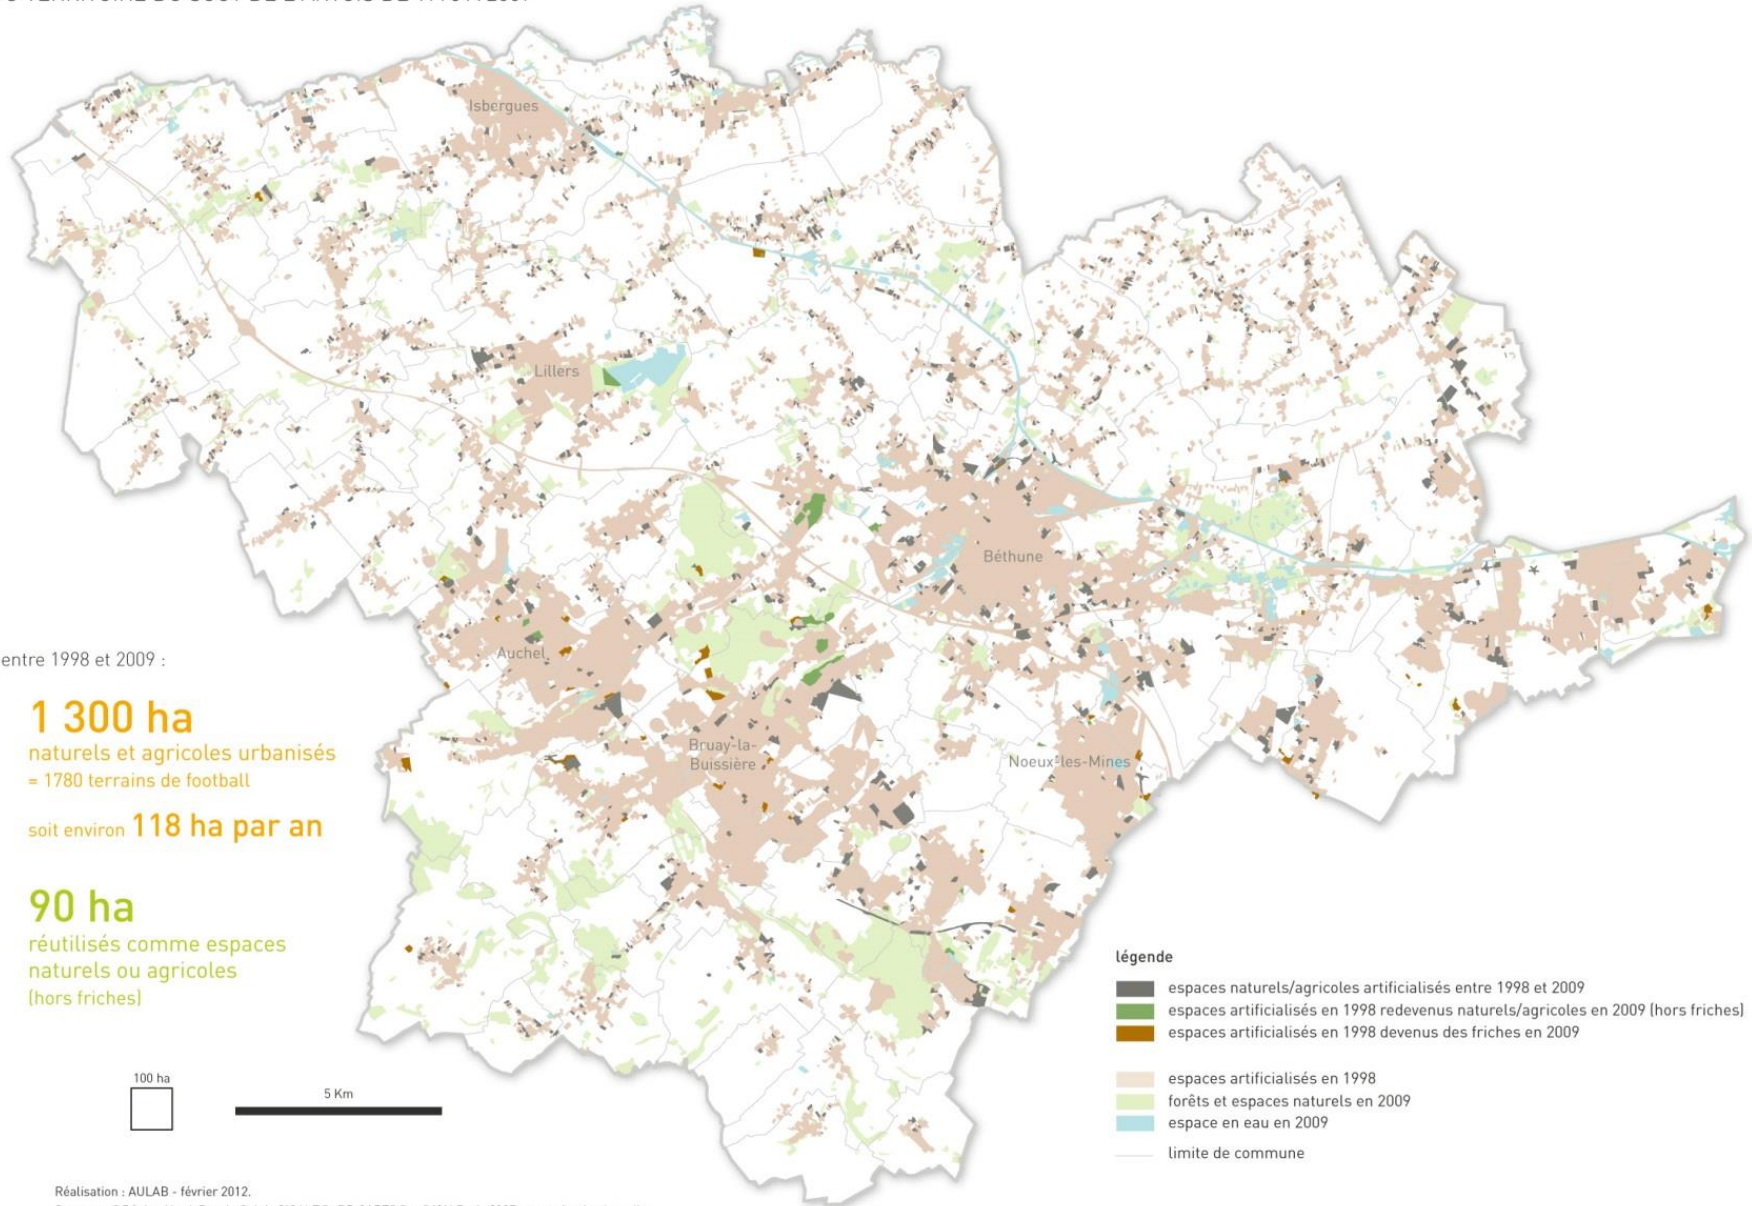 Isbergues
Lillers
Béthune
Auchel
Bruay-la-
Buissière
Noeux-les-Mines
entre 1998 et 2009 :
1 300 ha
naturels et agricoles urbanisés
= 1780 terrains de football
soit environ 118 ha par an
90 ha
réutilisés comme espaces
naturels ou agricoles
(hors friches)
100 ha
5 Km
légende
espaces naturels/agricoles artificialisés entre 1998 et 2009
espaces artificialisés en 1998 redevenus naturels/agricoles en 2009 (hors friches)
espaces artificialisés en 1998 devenus des friches en 2009
espaces artificialisés en 1998
forêts et espaces naturels en 2009
espace en eau en 2009
limite de commune
Réalisation : AULAB - février 2012.